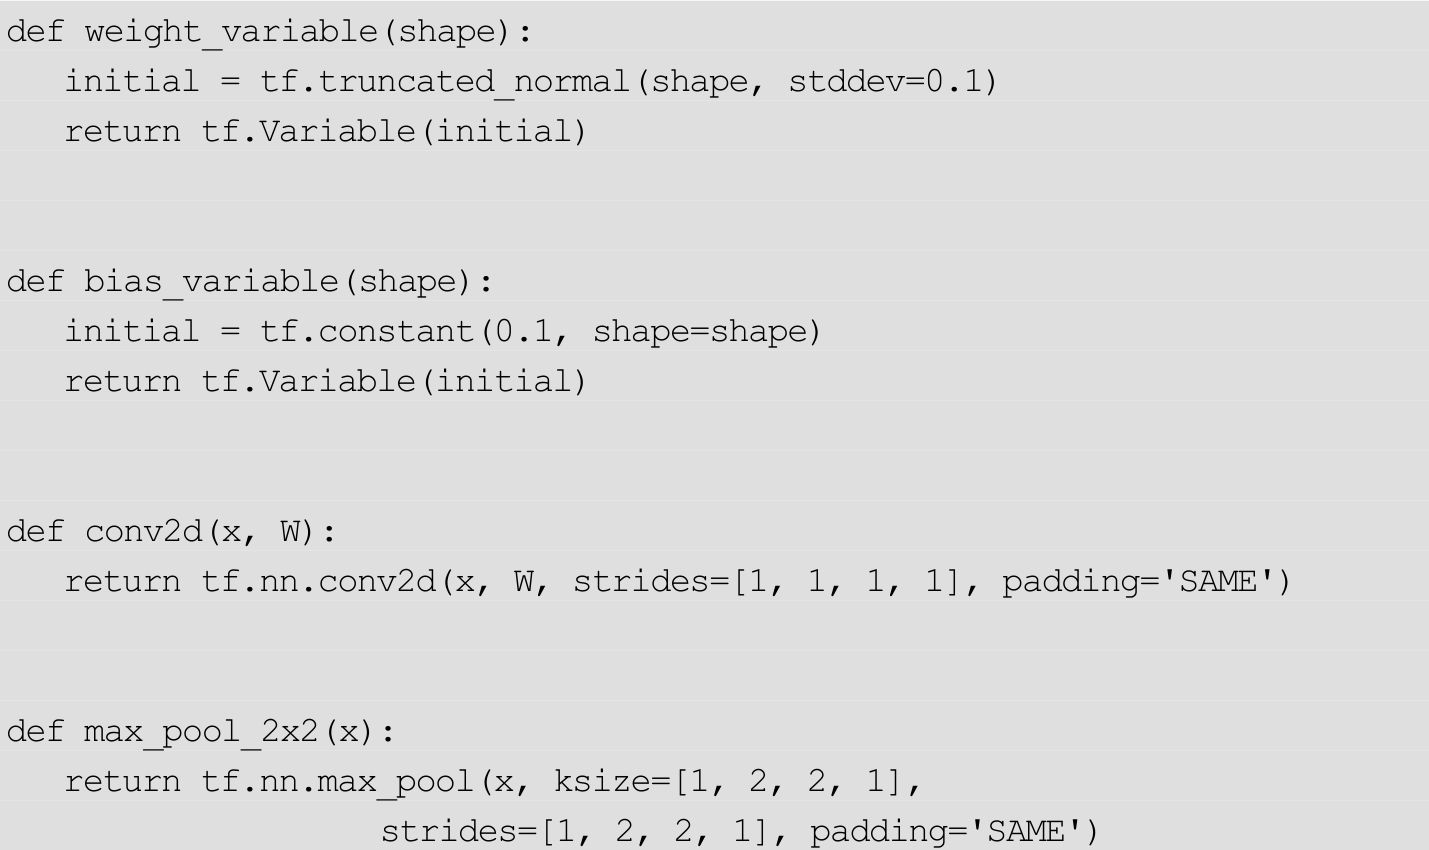 def weight_variable(shape):
   initial = tf.truncated_normal(shape, stddev=0.1)
   return tf.Variable(initial)
def bias_variable(shape):
   initial = tf.constant(0.1, shape=shape)
   return tf.Variable(initial)
def conv2d(x, W):
   return tf.nn.conv2d(x, W, strides=[1, 1, 1, 1], padding='SAME')
def max_pool_2x2(x):
   return tf.nn.max_pool(x, ksize=[1, 2, 2, 1],
                   strides=[1, 2, 2, 1], padding='SAME')